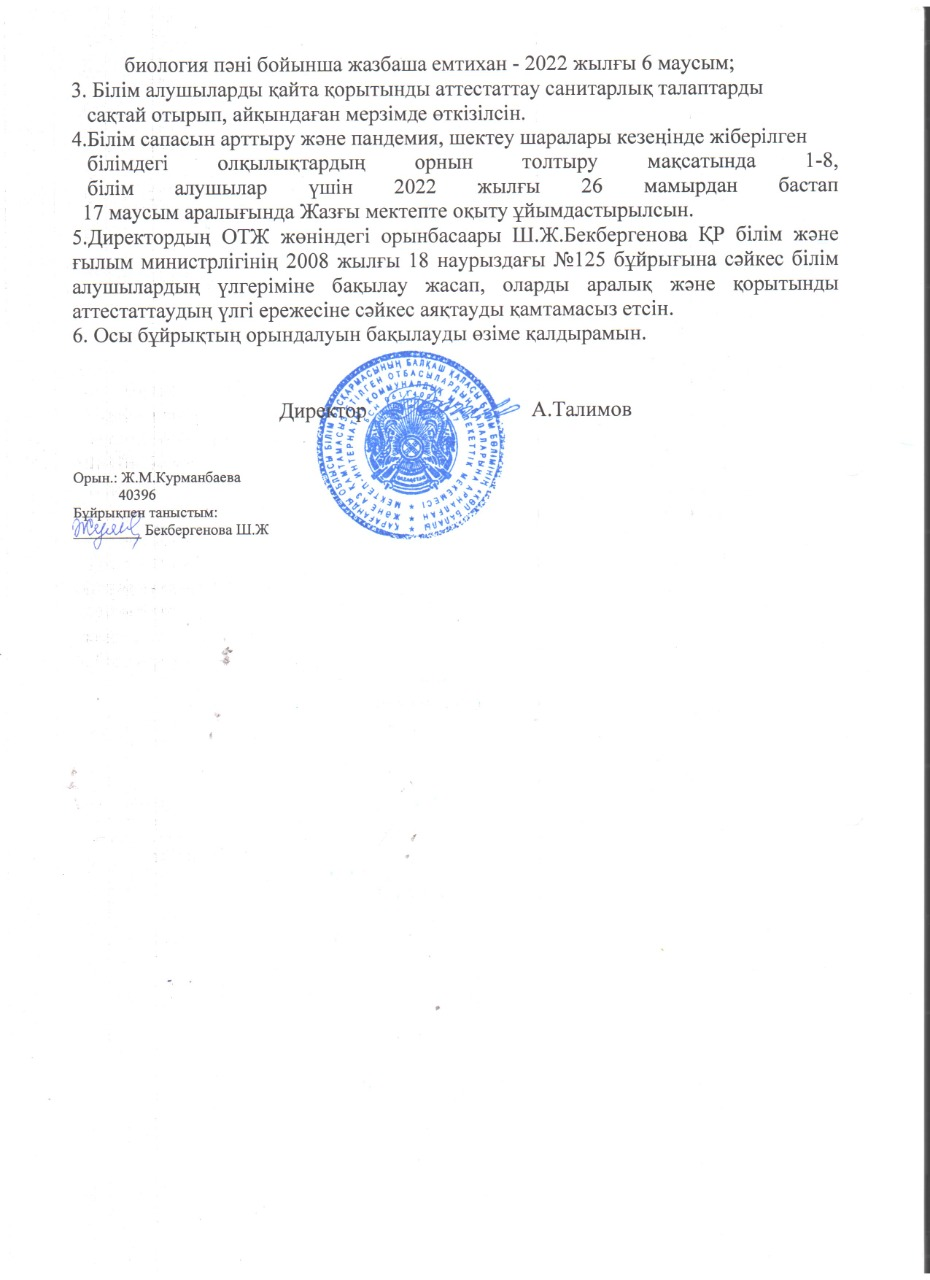 биология пәні бойынша жазбаша емтихан - 2022 жылғы 6 маусым;
3. Білім алушыларды қайта қорытынды аттестаттау санитарлық талаптарды
сақтай отырып, айқындаған мерзімде өткізілсін.
4.Білім сапасын арттыру және пандемия, шектеу шаралары кезеңінде жіберілген
білімдегі олқылықтардың орнын толтыру мақсатында 1-8,
білім алушылар үшін 2022 жылғы 26 мамырдан бастап
17 маусым аралығында Жазғы мектепте оқыту ұйымдастырылсын.
5.Директордың ОТЖ жөніндегі орынбасаары Ш.Ж.Бекбергенова ҚР білім және
ғылым министрлігінің 2008 жылғы 18 наурыздағы №125 бұйрығына сәйкес білім
алушылардың үлгеріміне бақылау жасап, оларды аралық және қорытынды
аттестаттаудың үлгі ережесіне сәйкес аяқтауды қамтамасыз етсін.
6. Осы бұйрықтың орындалуын бақылауды өзіме қалдырамын.
Директор А.Талимов
Орын.: Ж.М.Курманбаева
40396
Бұйрықпен таныстым:
Бекбергенова Ш.Ж